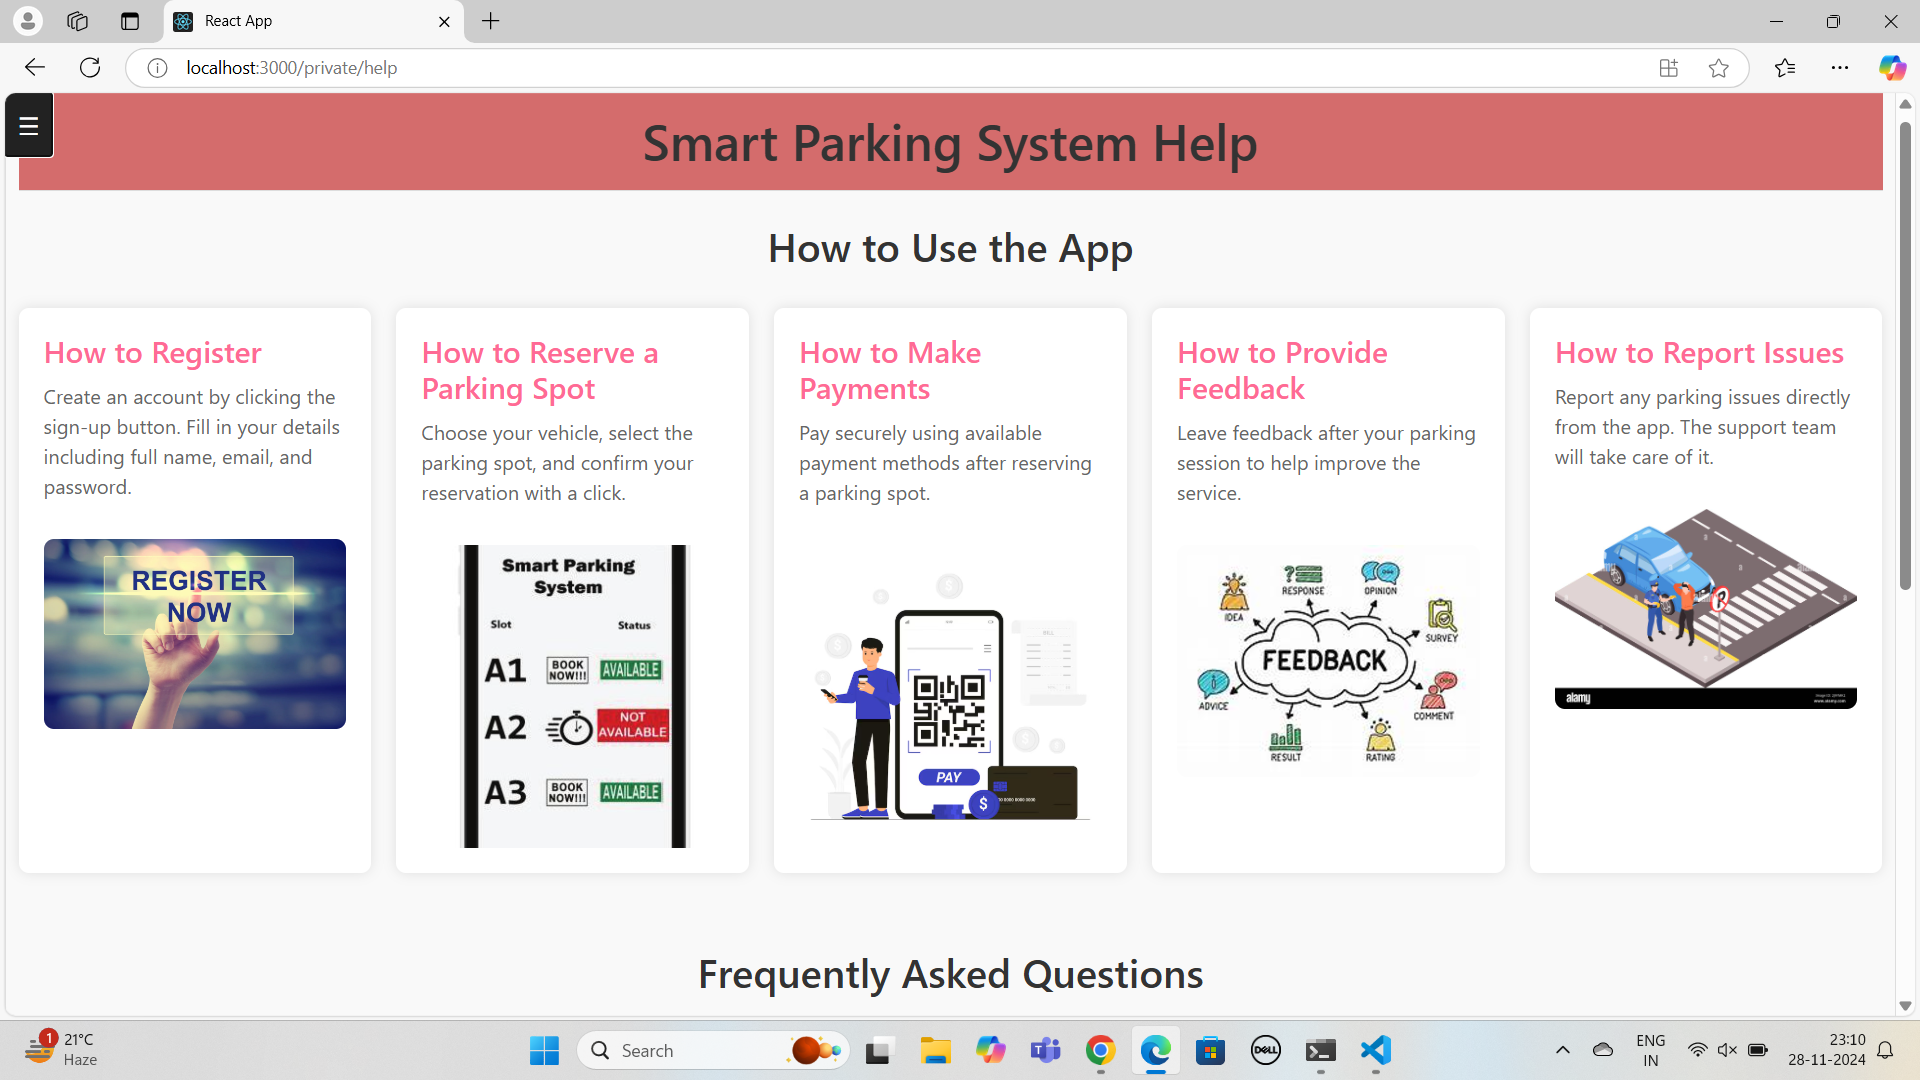 React App
localhost:3000/private/help
Smart Parking System Help
How to Use the App
How to Register
Create an account by clicking the
sign-up button. Fill in your details
including full name, email, and
password.
REGISTER
NOW
How to Reserve a
Parking Spot
Choose your vehicle, select the
parking spot, and confirm your
reservation with a click.
Smart Parking
System
Slot Status
A1 BOOK NOW!!! AVAILABLE
A2 NOT AVAILABLE
A3 BOOK NOW!!! AVAILABLE
How to Make
Payments
Pay securely using available
payment methods after reserving
a parking spot.
PAY
$
How to Provide
Feedback
Leave feedback after your parking
session to help improve the
service.
RESPONSE
OPINION
IDEA
SURVEY
FEEDBACK
ADVICE
COMMENT
RESULT
RATING
How to Report Issues
Report any parking issues directly
from the app. The support team
will take care of it.
alamy
www.alamy.com
Frequently Asked Questions
1
21°C
Haze
Search
DELL
ENG
IN
23:10
28-11-2024